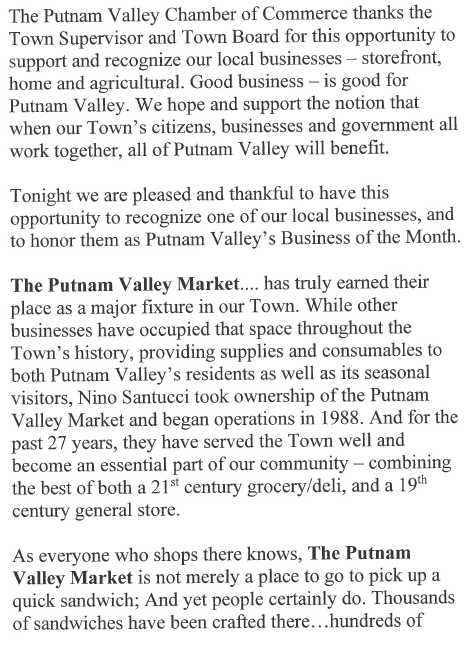 The Putnam Valley Chamber of Commerce thanks the
Town Supervisor and Town Board for this opportunity to
support and recognize our local businesses – storefront,
home and agricultural. Good business – is good for
Putnam Valley. We hope and support the notion that
when our Town's citizens, businesses and government all
work together, all of Putnam Valley will benefit.

Tonight we are pleased and thankful to have this
opportunity to recognize one of our local businesses, and
to honor them as Putnam Valley's Business of the Month.

The Putnam Valley Market.... has truly earned their
place as a major fixture in our Town. While other
businesses have occupied that space throughout the
Town's history, providing supplies and consumables to
both Putnam Valley's residents as well as its seasonal
visitors, Nino Santucci took ownership of the Putnam
Valley Market and began operations in 1988. And for the
past 27 years, they have served the Town well and
become an essential part of our community – combining
the best of both a 21st century grocery/deli, and a 19th
century general store.

As everyone who shops there knows, The Putnam
Valley Market is not merely a place to go to pick up a
quick sandwich; And yet people certainly do. Thousands
of sandwiches have been crafted there…hundreds of